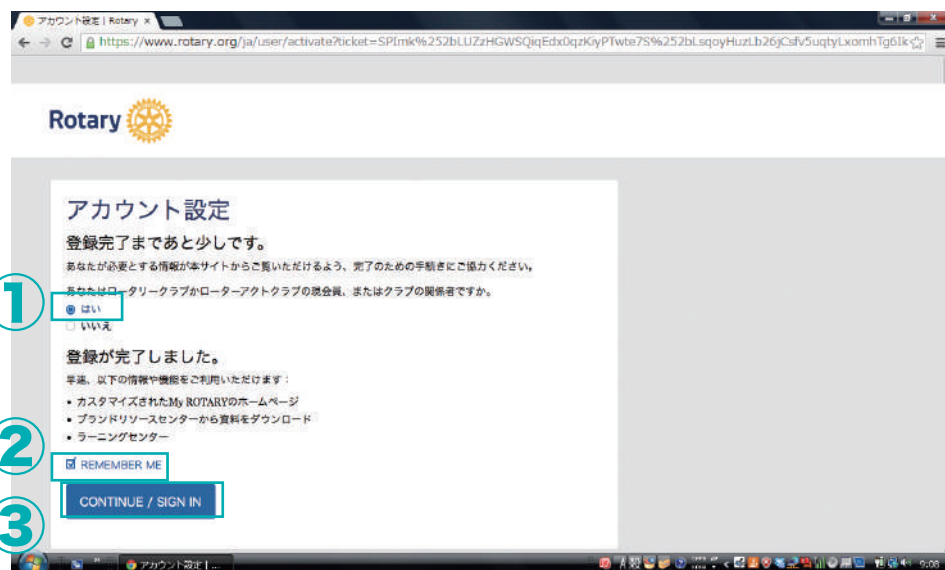 アカウント設定 | Rotary ×
https://www.rotary.org/ja/user/activate?ticket=
Rotary
アカウント設定
登録完了まであと少しです。
あなたが必要とする情報が本サイトからご覧いただけるよう、完了のための手続きにご協力ください。
あなたはロータリークラブかローターアクトクラブの現会員、またはクラブの関係者ですか。
①
はい
いいえ
登録が完了しました。
早速、以下の情報や機能をご利用いただけます：
• カスタマイズされたMy ROTARYのホームページ
• ブランドリソースセンターから資料をダウンロード
• ラーニングセンター
②
REMEMBER ME
③
CONTINUE / SIGN IN
アカウント設定 | ...
9:08